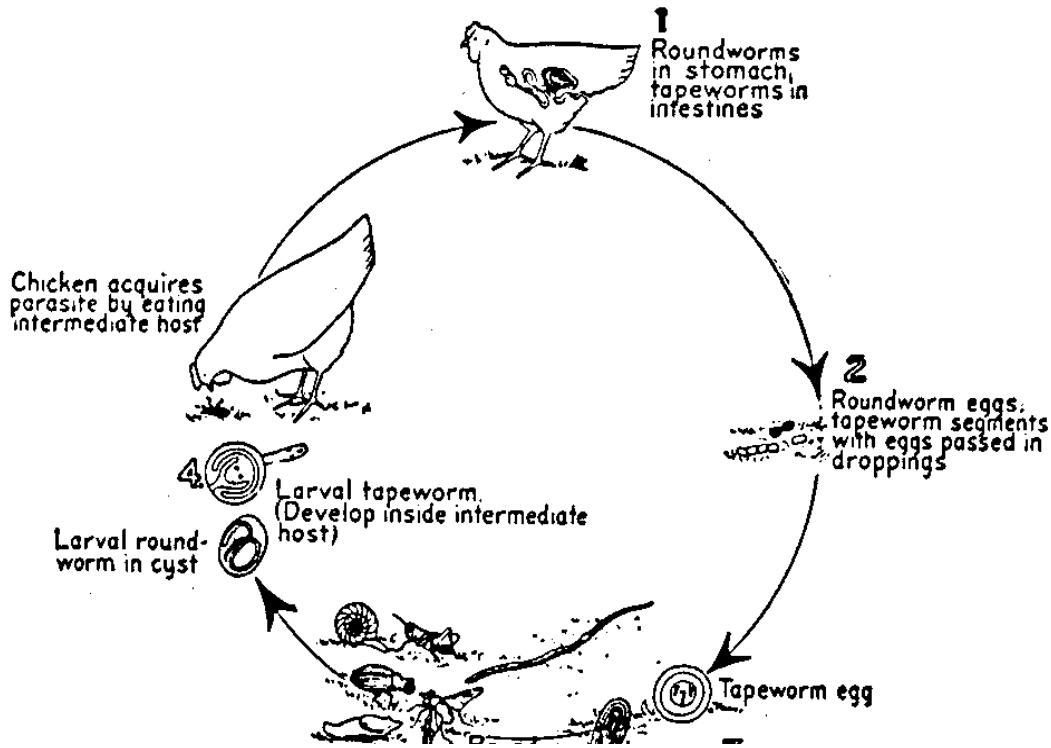 1
Roundworms
in stomach,
tapeworms in
infestines
2
Roundworm eggs,
tapeworm segments
with eggs passed in
droppings
Tapeworm egg
4.
Larval tapeworm.
(Develop inside intermediate
host)
Larval round-
worm in cyst
Chicken acquires
parasite by eating
intermediate host